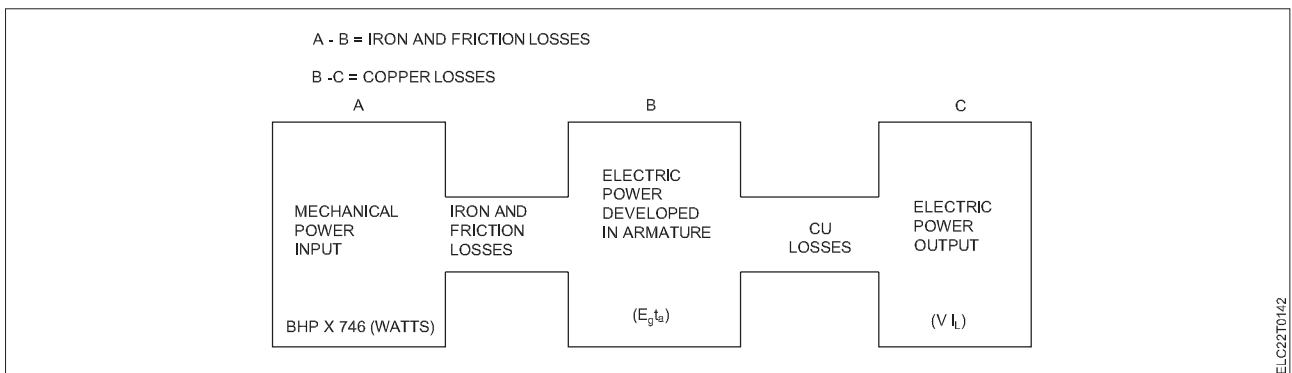 A - B = IRON AND FRICTION LOSSES
B -C = COPPER LOSSES
A
B
C
MECHANICAL
POWER
INPUT
BHP X 746 (WATTS)
IRON AND
FRICTION
LOSSES
ELECTRIC
POWER
DEVELOPED
IN ARMATURE
(Egta)
CU
LOSSES
ELECTRIC
POWER
OUTPUT
(V IL)
ELC22T0142